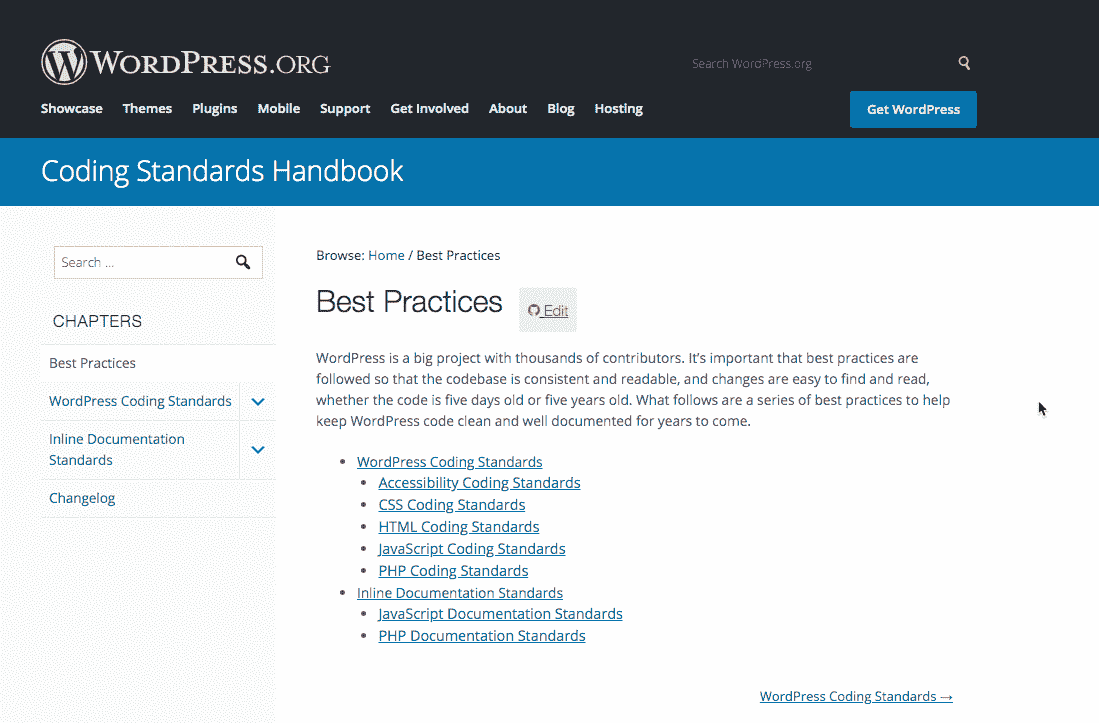 WORDPRESS.ORG
Search WordPress.org
Showcase Themes Plugins Mobile Support Get Involved About Blog Hosting
Get WordPress
Coding Standards Handbook
Search ...
CHAPTERS
Best Practices
WordPress Coding Standards
Inline Documentation
Standards
Changelog
Browse: Home / Best Practices
Best Practices
Edit
WordPress is a big project with thousands of contributors. It’s important that best practices are
followed so that the codebase is consistent and readable, and changes are easy to find and read,
whether the code is five days old or five years old. What follows are a series of best practices to help
keep WordPress code clean and well documented for years to come.
• WordPress Coding Standards
• Accessibility Coding Standards
• CSS Coding Standards
• HTML Coding Standards
• JavaScript Coding Standards
• PHP Coding Standards
• Inline Documentation Standards
• JavaScript Documentation Standards
• PHP Documentation Standards
WordPress Coding Standards →